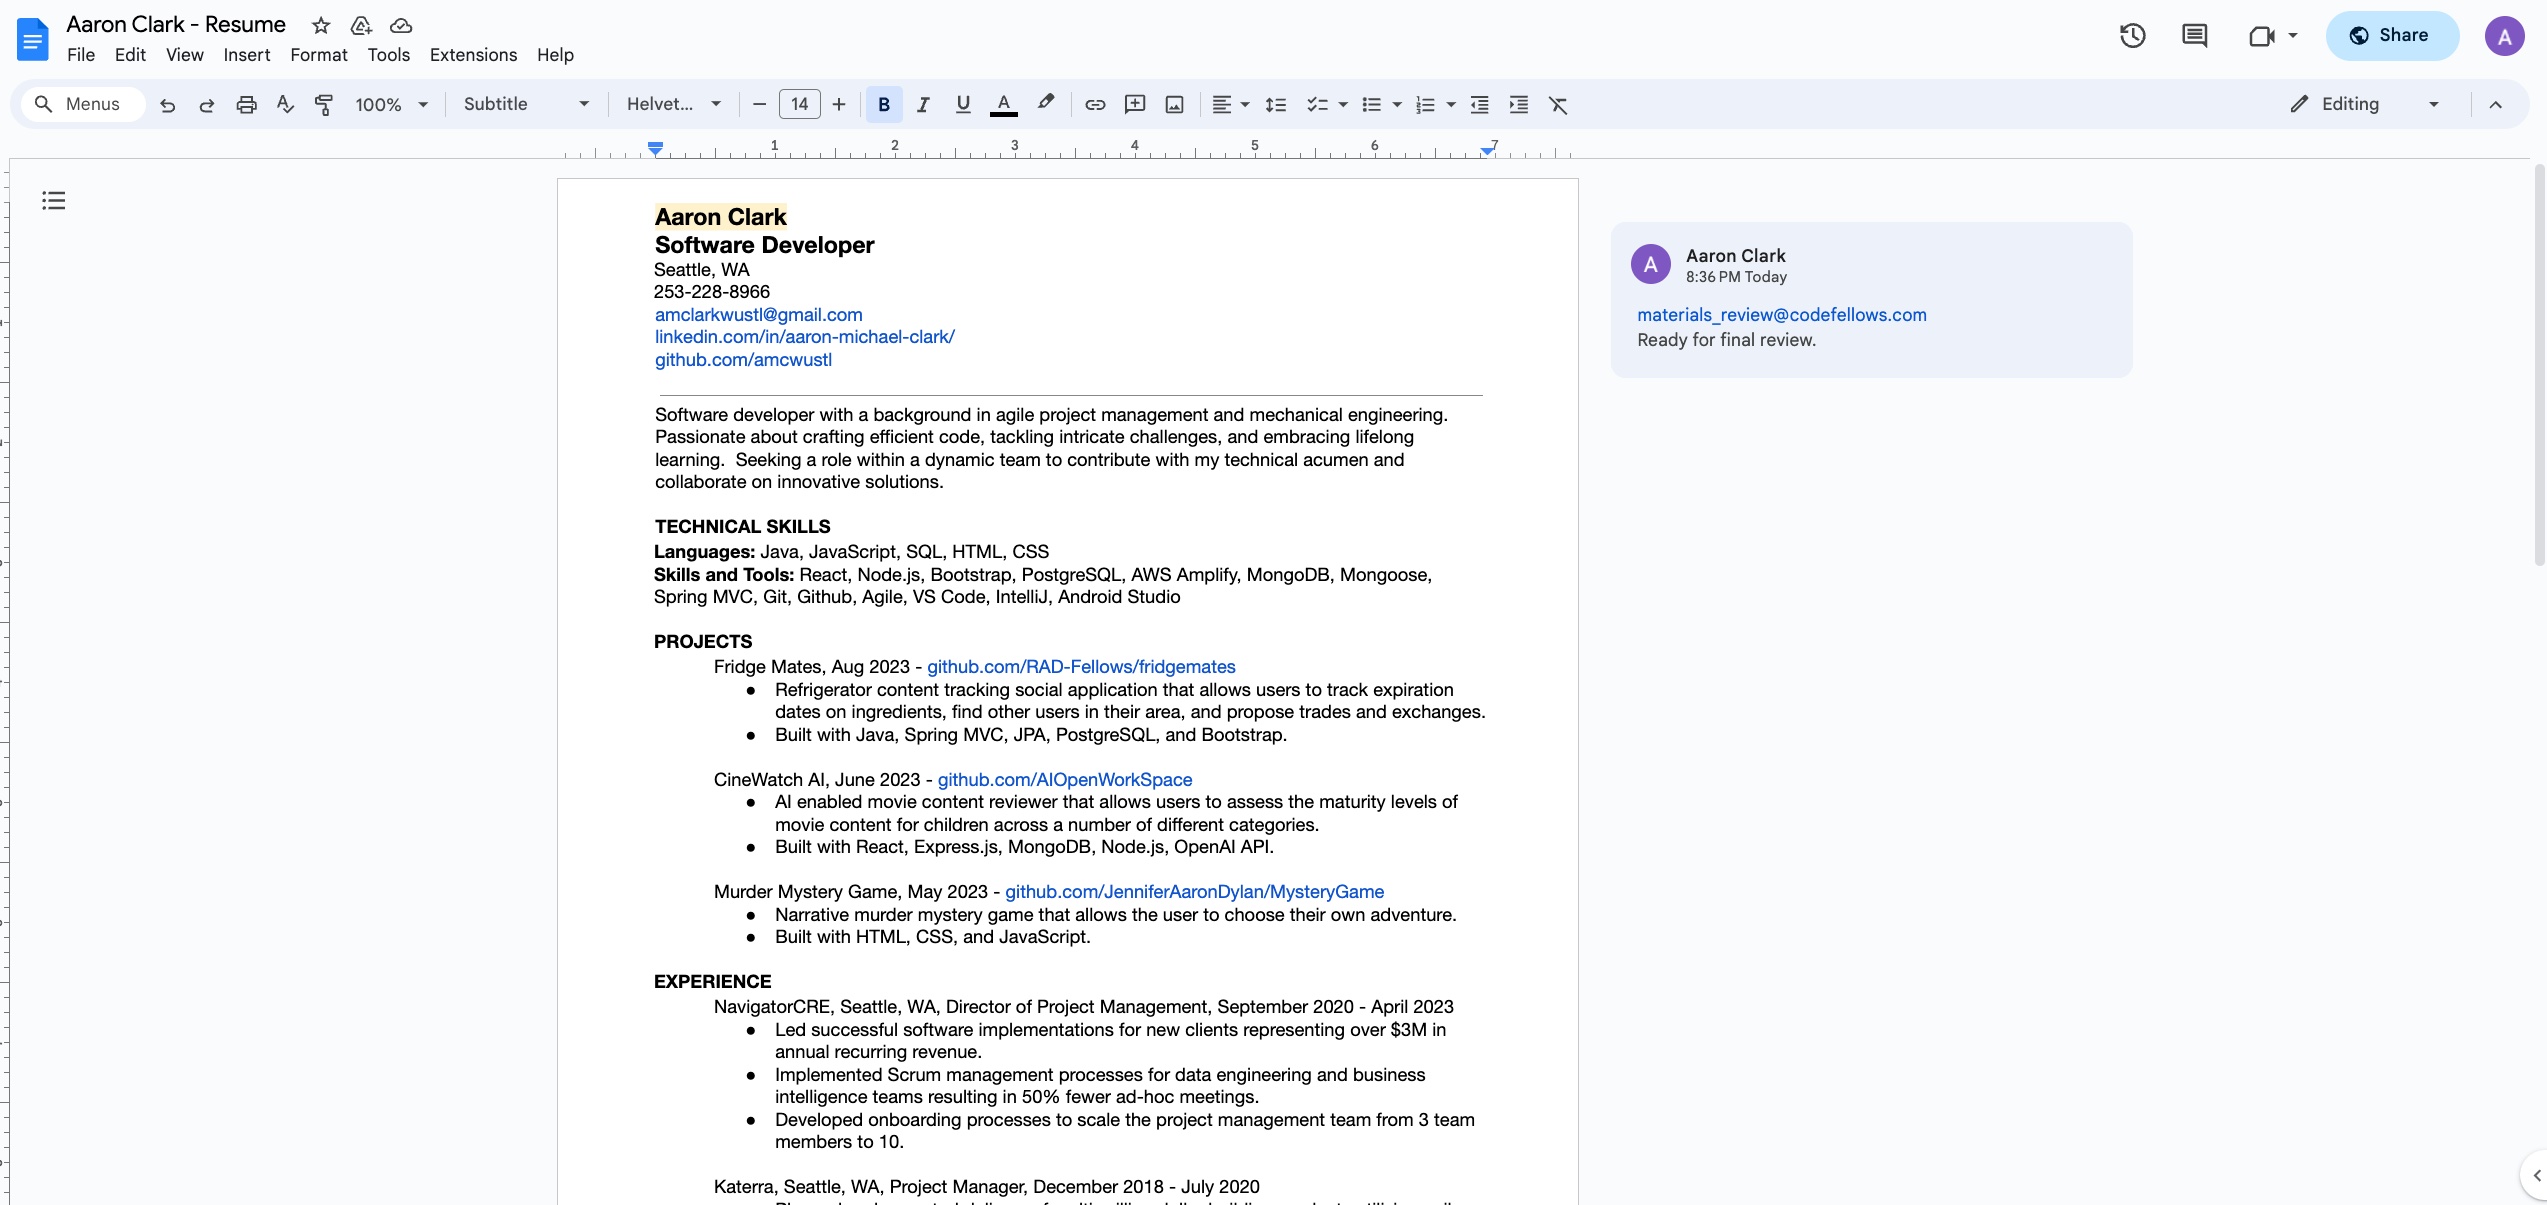 Aaron Clark - Resume
File Edit View Insert Format Tools Extensions Help
Share
A
Menus 100% Subtitle Helvet... 14 B I U A Editing
1 2 3 4 5 6 7
Aaron Clark
Software Developer
Seattle, WA
253-228-8966
amclarkwustl@gmail.com
linkedin.com/in/aaron-michael-clark/
github.com/amcwustl
Software developer with a background in agile project management and mechanical engineering.
Passionate about crafting efficient code, tackling intricate challenges, and embracing lifelong
learning.  Seeking a role within a dynamic team to contribute with my technical acumen and
collaborate on innovative solutions.
TECHNICAL SKILLS
Languages: Java, JavaScript, SQL, HTML, CSS
Skills and Tools: React, Node.js, Bootstrap, PostgreSQL, AWS Amplify, MongoDB, Mongoose,
Spring MVC, Git, Github, Agile, VS Code, IntelliJ, Android Studio
PROJECTS
Fridge Mates, Aug 2023 - github.com/RAD-Fellows/fridgemates
● Refrigerator content tracking social application that allows users to track expiration
dates on ingredients, find other users in their area, and propose trades and exchanges.
● Built with Java, Spring MVC, JPA, PostgreSQL, and Bootstrap.
CineWatch AI, June 2023 - github.com/AIOpenWorkSpace
● AI enabled movie content reviewer that allows users to assess the maturity levels of
movie content for children across a number of different categories.
● Built with React, Express.js, MongoDB, Node.js, OpenAI API.
Murder Mystery Game, May 2023 - github.com/JenniferAaronDylan/MysteryGame
● Narrative murder mystery game that allows the user to choose their own adventure.
● Built with HTML, CSS, and JavaScript.
EXPERIENCE
NavigatorCRE, Seattle, WA, Director of Project Management, September 2020 - April 2023
● Led successful software implementations for new clients representing over $3M in
annual recurring revenue.
● Implemented Scrum management processes for data engineering and business
intelligence teams resulting in 50% fewer ad-hoc meetings.
● Developed onboarding processes to scale the project management team from 3 team
members to 10.
Katerra, Seattle, WA, Project Manager, December 2018 - July 2020
A
Aaron Clark
8:36 PM Today
materials_review@codefellows.com
Ready for final review.